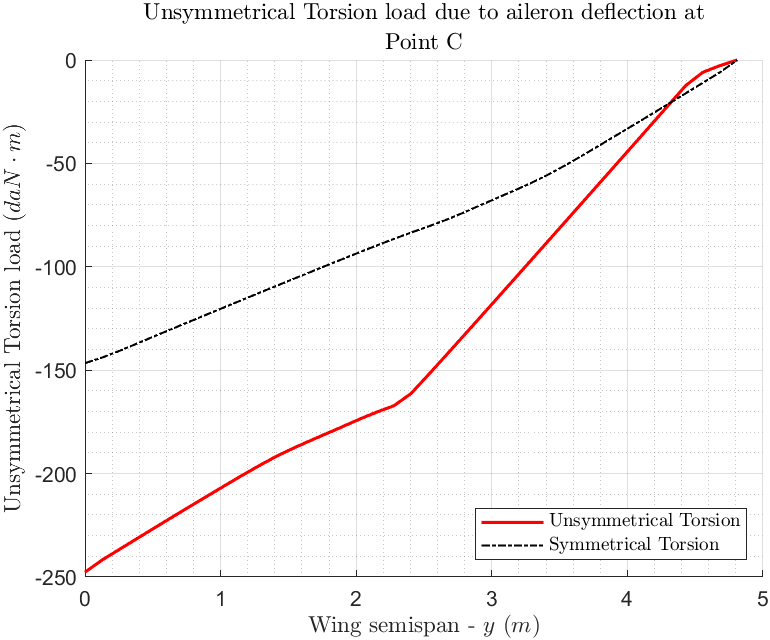 Unsymmetrical Torsion load due to aileron deflection at
Point C
Unsymmetrical Torsion load (daN · m)
0
-50
-100
-150
-200
-250
0 1 2 3 4 5
Wing semispan - y (m)
Unsymmetrical Torsion
Symmetrical Torsion